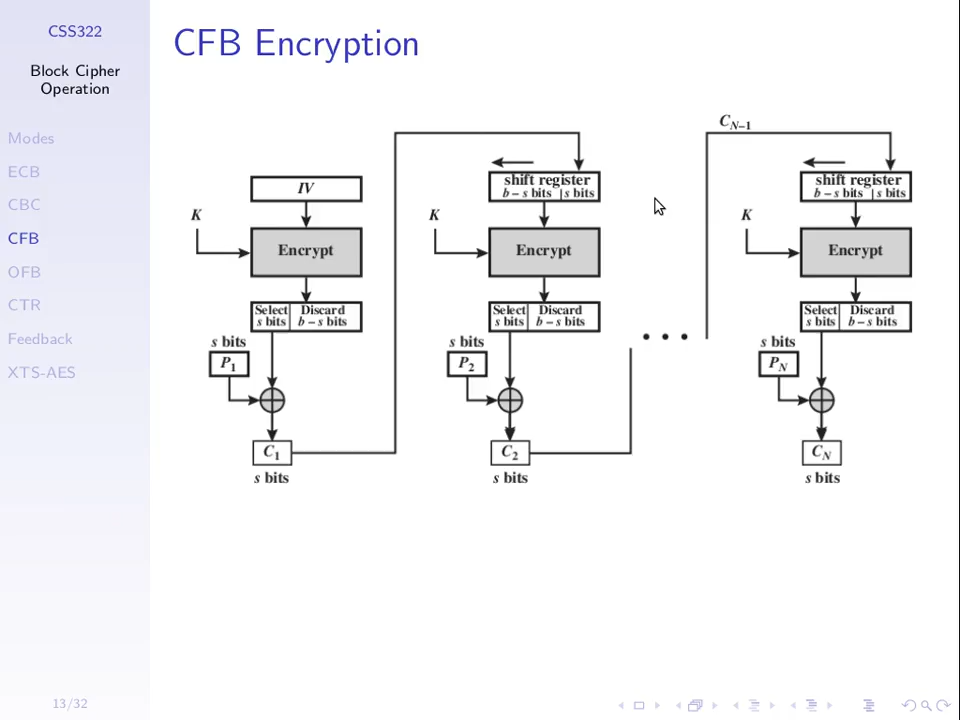 CSS322
Block Cipher
Operation
Modes
ECB
CBC
CFB
OFB
CTR
Feedback
XTS-AES
13/32
CFB Encryption
IV
K
Encrypt
Select
s bits
Discard
b – s bits
s bits
P1
C1
s bits
shift register
b – s bits | s bits
K
Encrypt
Select
s bits
Discard
b – s bits
s bits
P2
C2
s bits
• • •
CN–1
shift register
b – s bits | s bits
K
Encrypt
Select
s bits
Discard
b – s bits
s bits
PN
CN
s bits